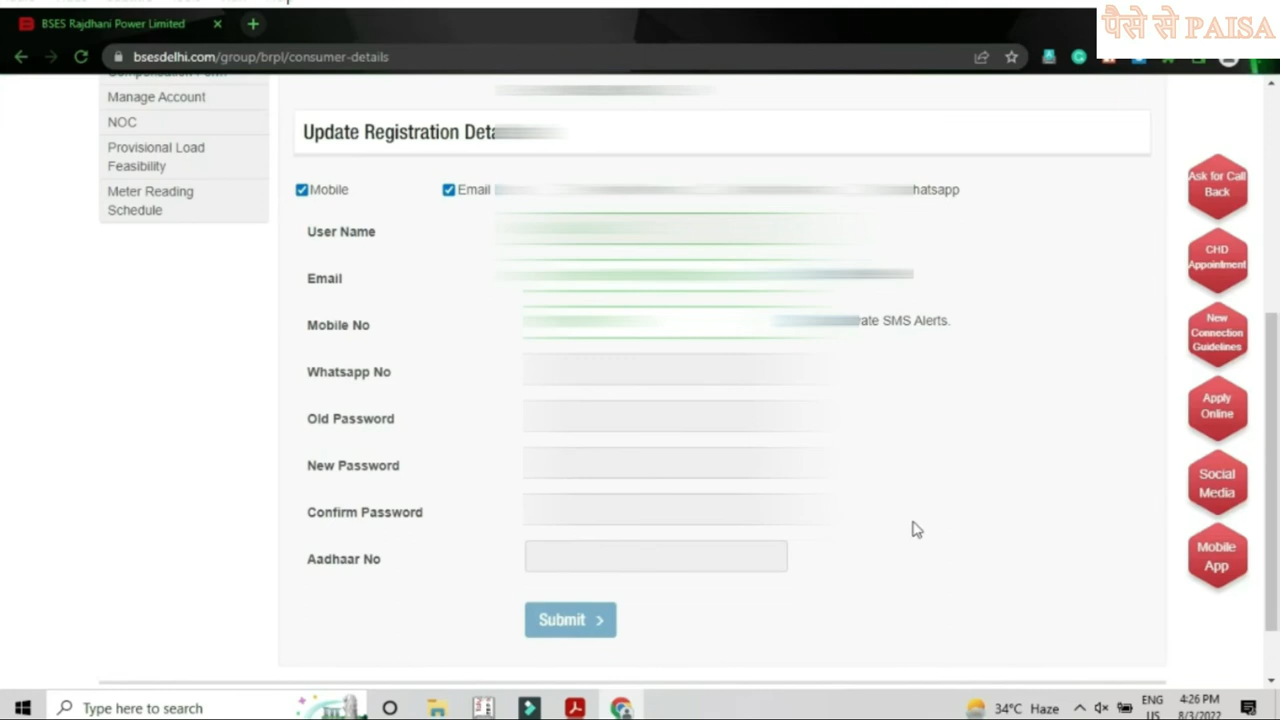 BSES Rajdhani Power Limited
पैसे से PAISA
bsesdelhi.com/group/brpl/consumer-details
Manage Account
NOC
Provisional Load
Feasibility
Meter Reading
Schedule
Update Registration Deta
Mobile
Email
hatsapp
User Name
Email
Mobile No
ate SMS Alerts.
Whatsapp No
Old Password
New Password
Confirm Password
Aadhaar No
Submit >
Ask for Call
Back
CHD
Appointment
New
Connection
Guidelines
Apply
Online
Social
Media
Mobile
App
Type here to search
34°C Haze
ENG
US
4:26 PM
8/3/2022